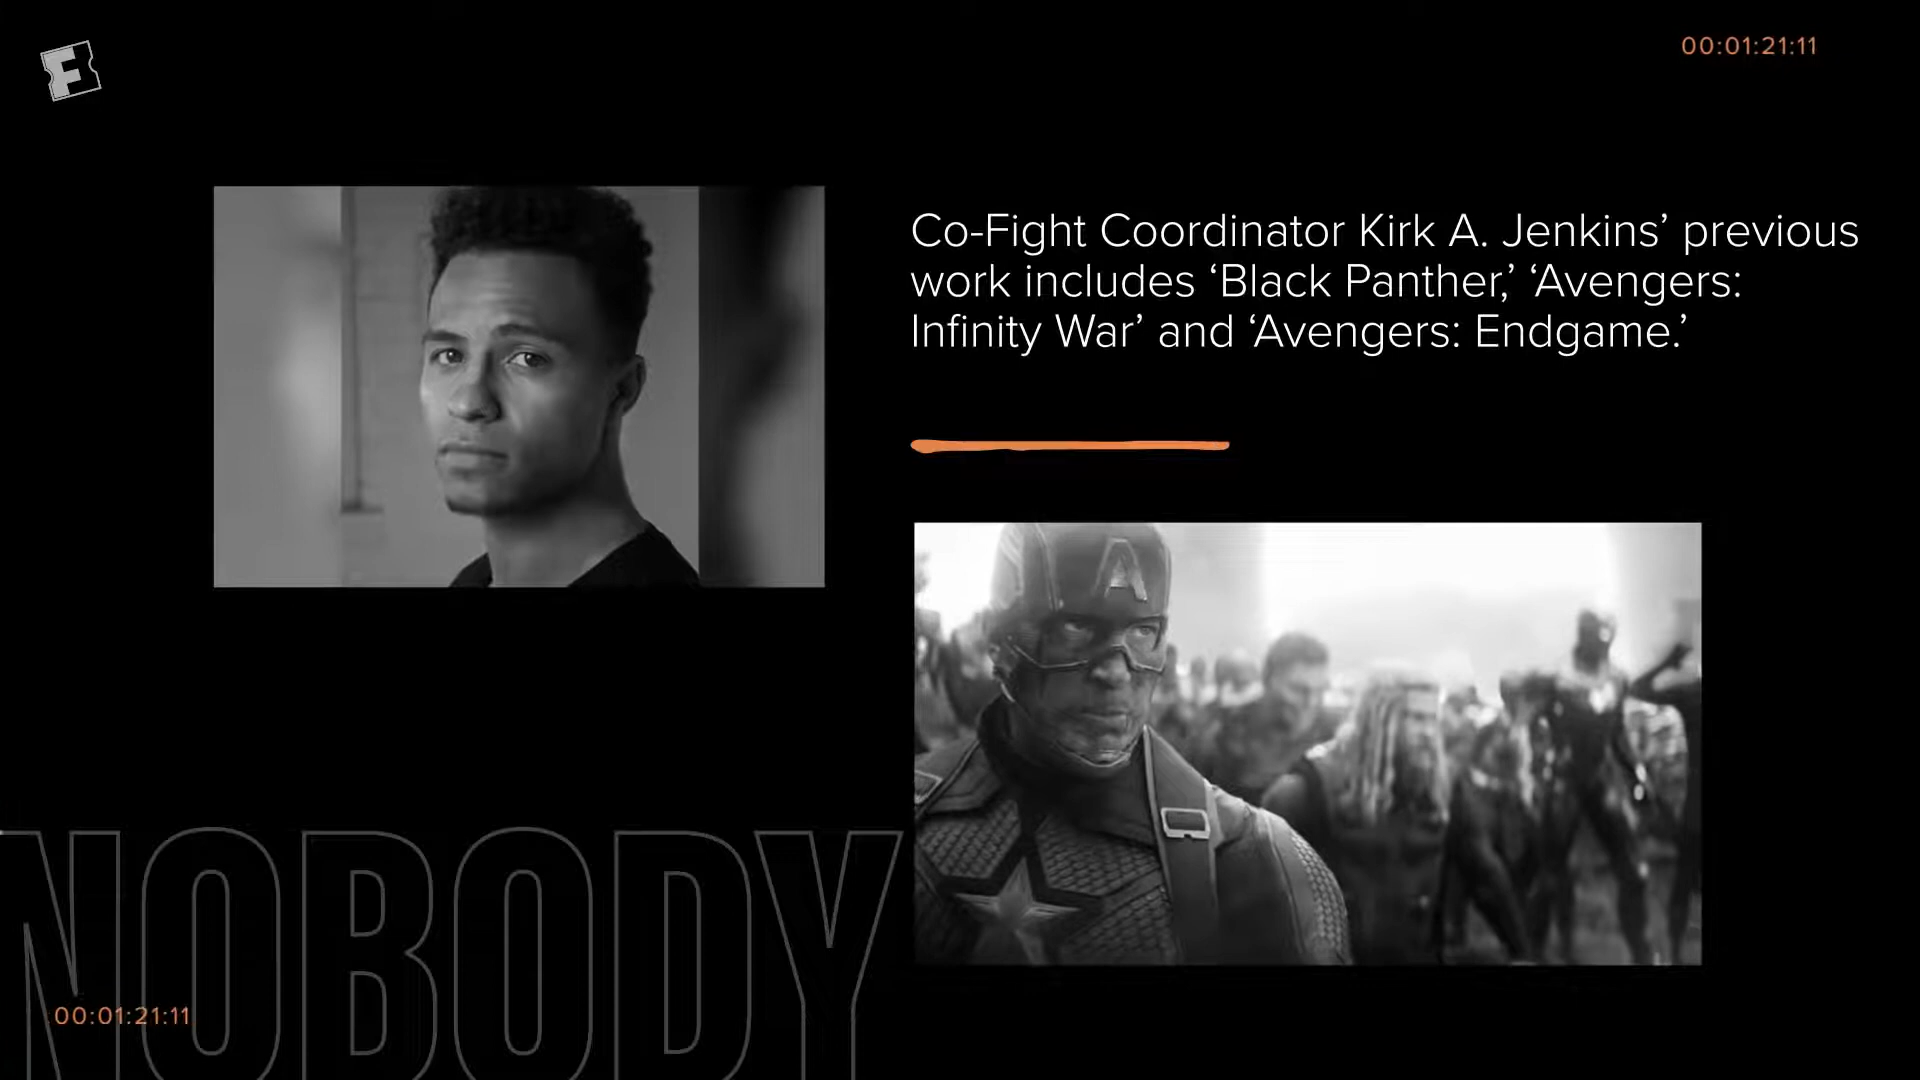 F
00:01:21:11
Co-Fight Coordinator Kirk A. Jenkins’ previous
work includes ‘Black Panther,’ ‘Avengers:
Infinity War’ and ‘Avengers: Endgame.’
A
NOBODY
00:01:21:11